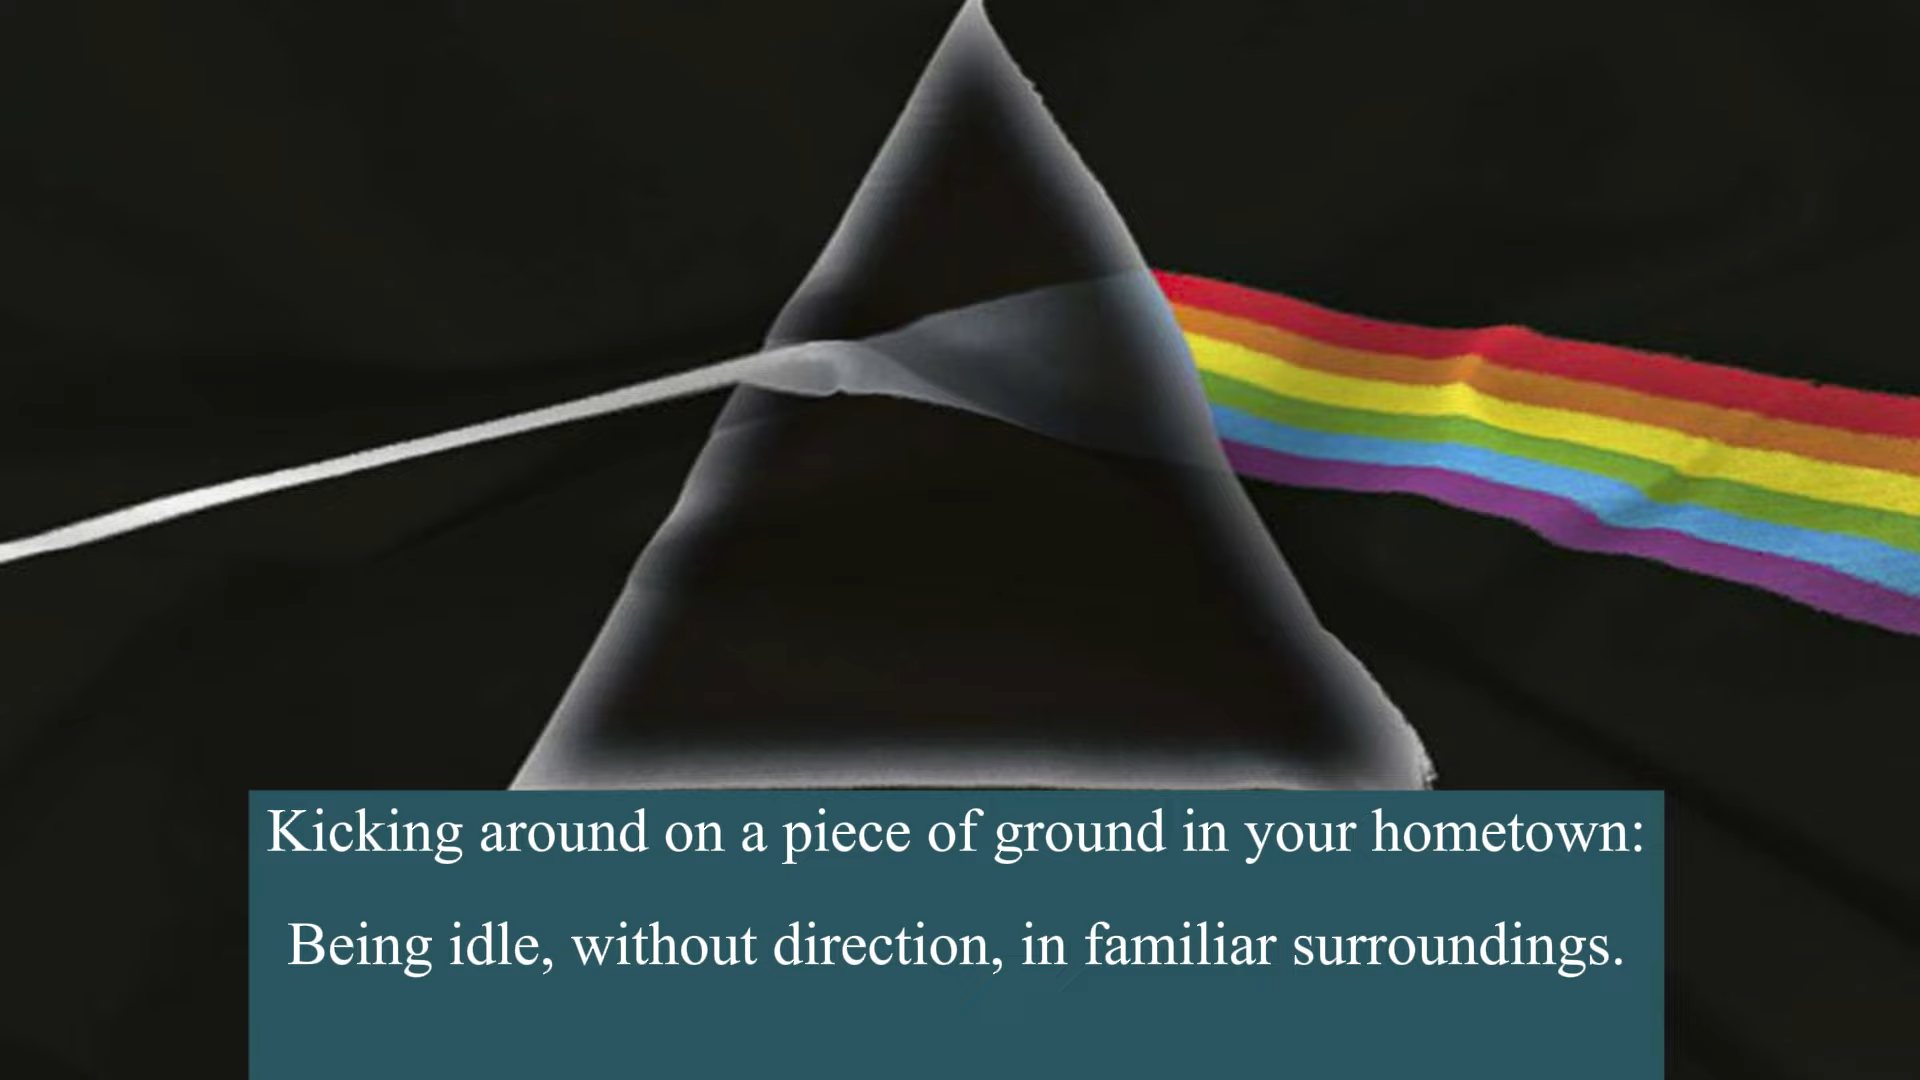 Kicking around on a piece of ground in your hometown:
Being idle, without direction, in familiar surroundings.